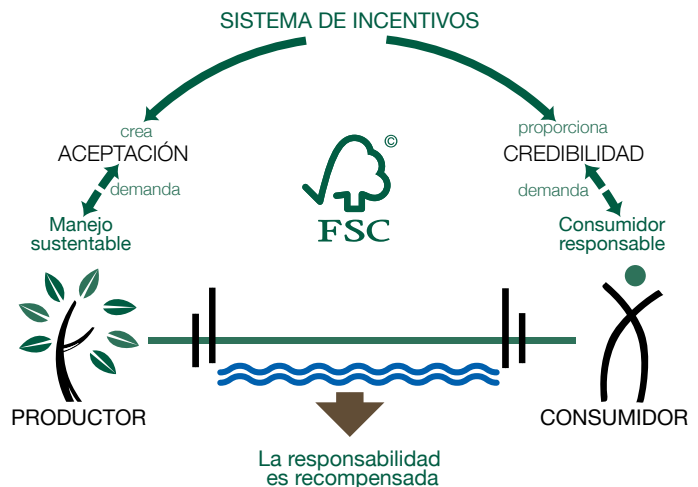 SISTEMA DE INCENTIVOS
crea
ACEPTACIÓN
demanda
Manejo
sustentable
proporciona
CREDIBILIDAD
demanda
Consumidor
responsable
©
FSC
PRODUCTOR
CONSUMIDOR
La responsabilidad
es recompensada